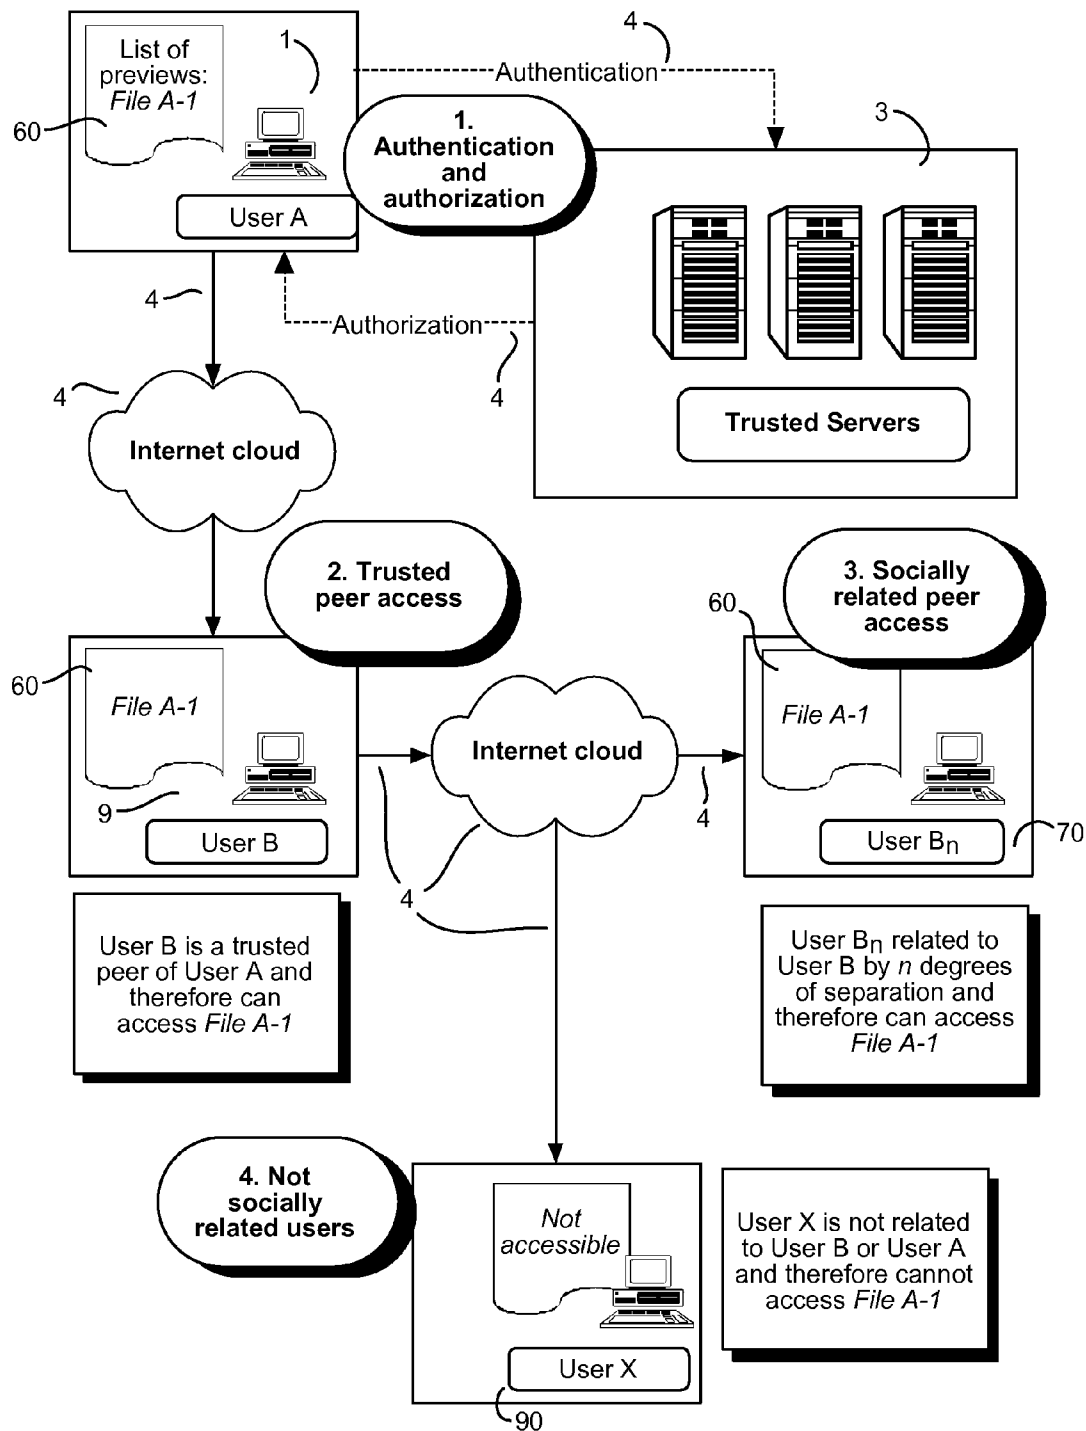 List of
previews:
File A-1
60
1
User A
4
Authentication
1.
Authentication
and
authorization
3
Trusted Servers
4
Authorization
4
4
Internet cloud
2. Trusted
peer access
3. Socially
related peer
access
60
File A-1
9
User B
Internet cloud
4
4
60
File A-1
User Bn
70
User B is a trusted
peer of User A and
therefore can
access File A-1
User Bn related to
User B by n degrees
of separation and
therefore can access
File A-1
4. Not
socially
related users
Not
accessible
User X
90
User X is not related
to User B or User A
and therefore cannot
access File A-1